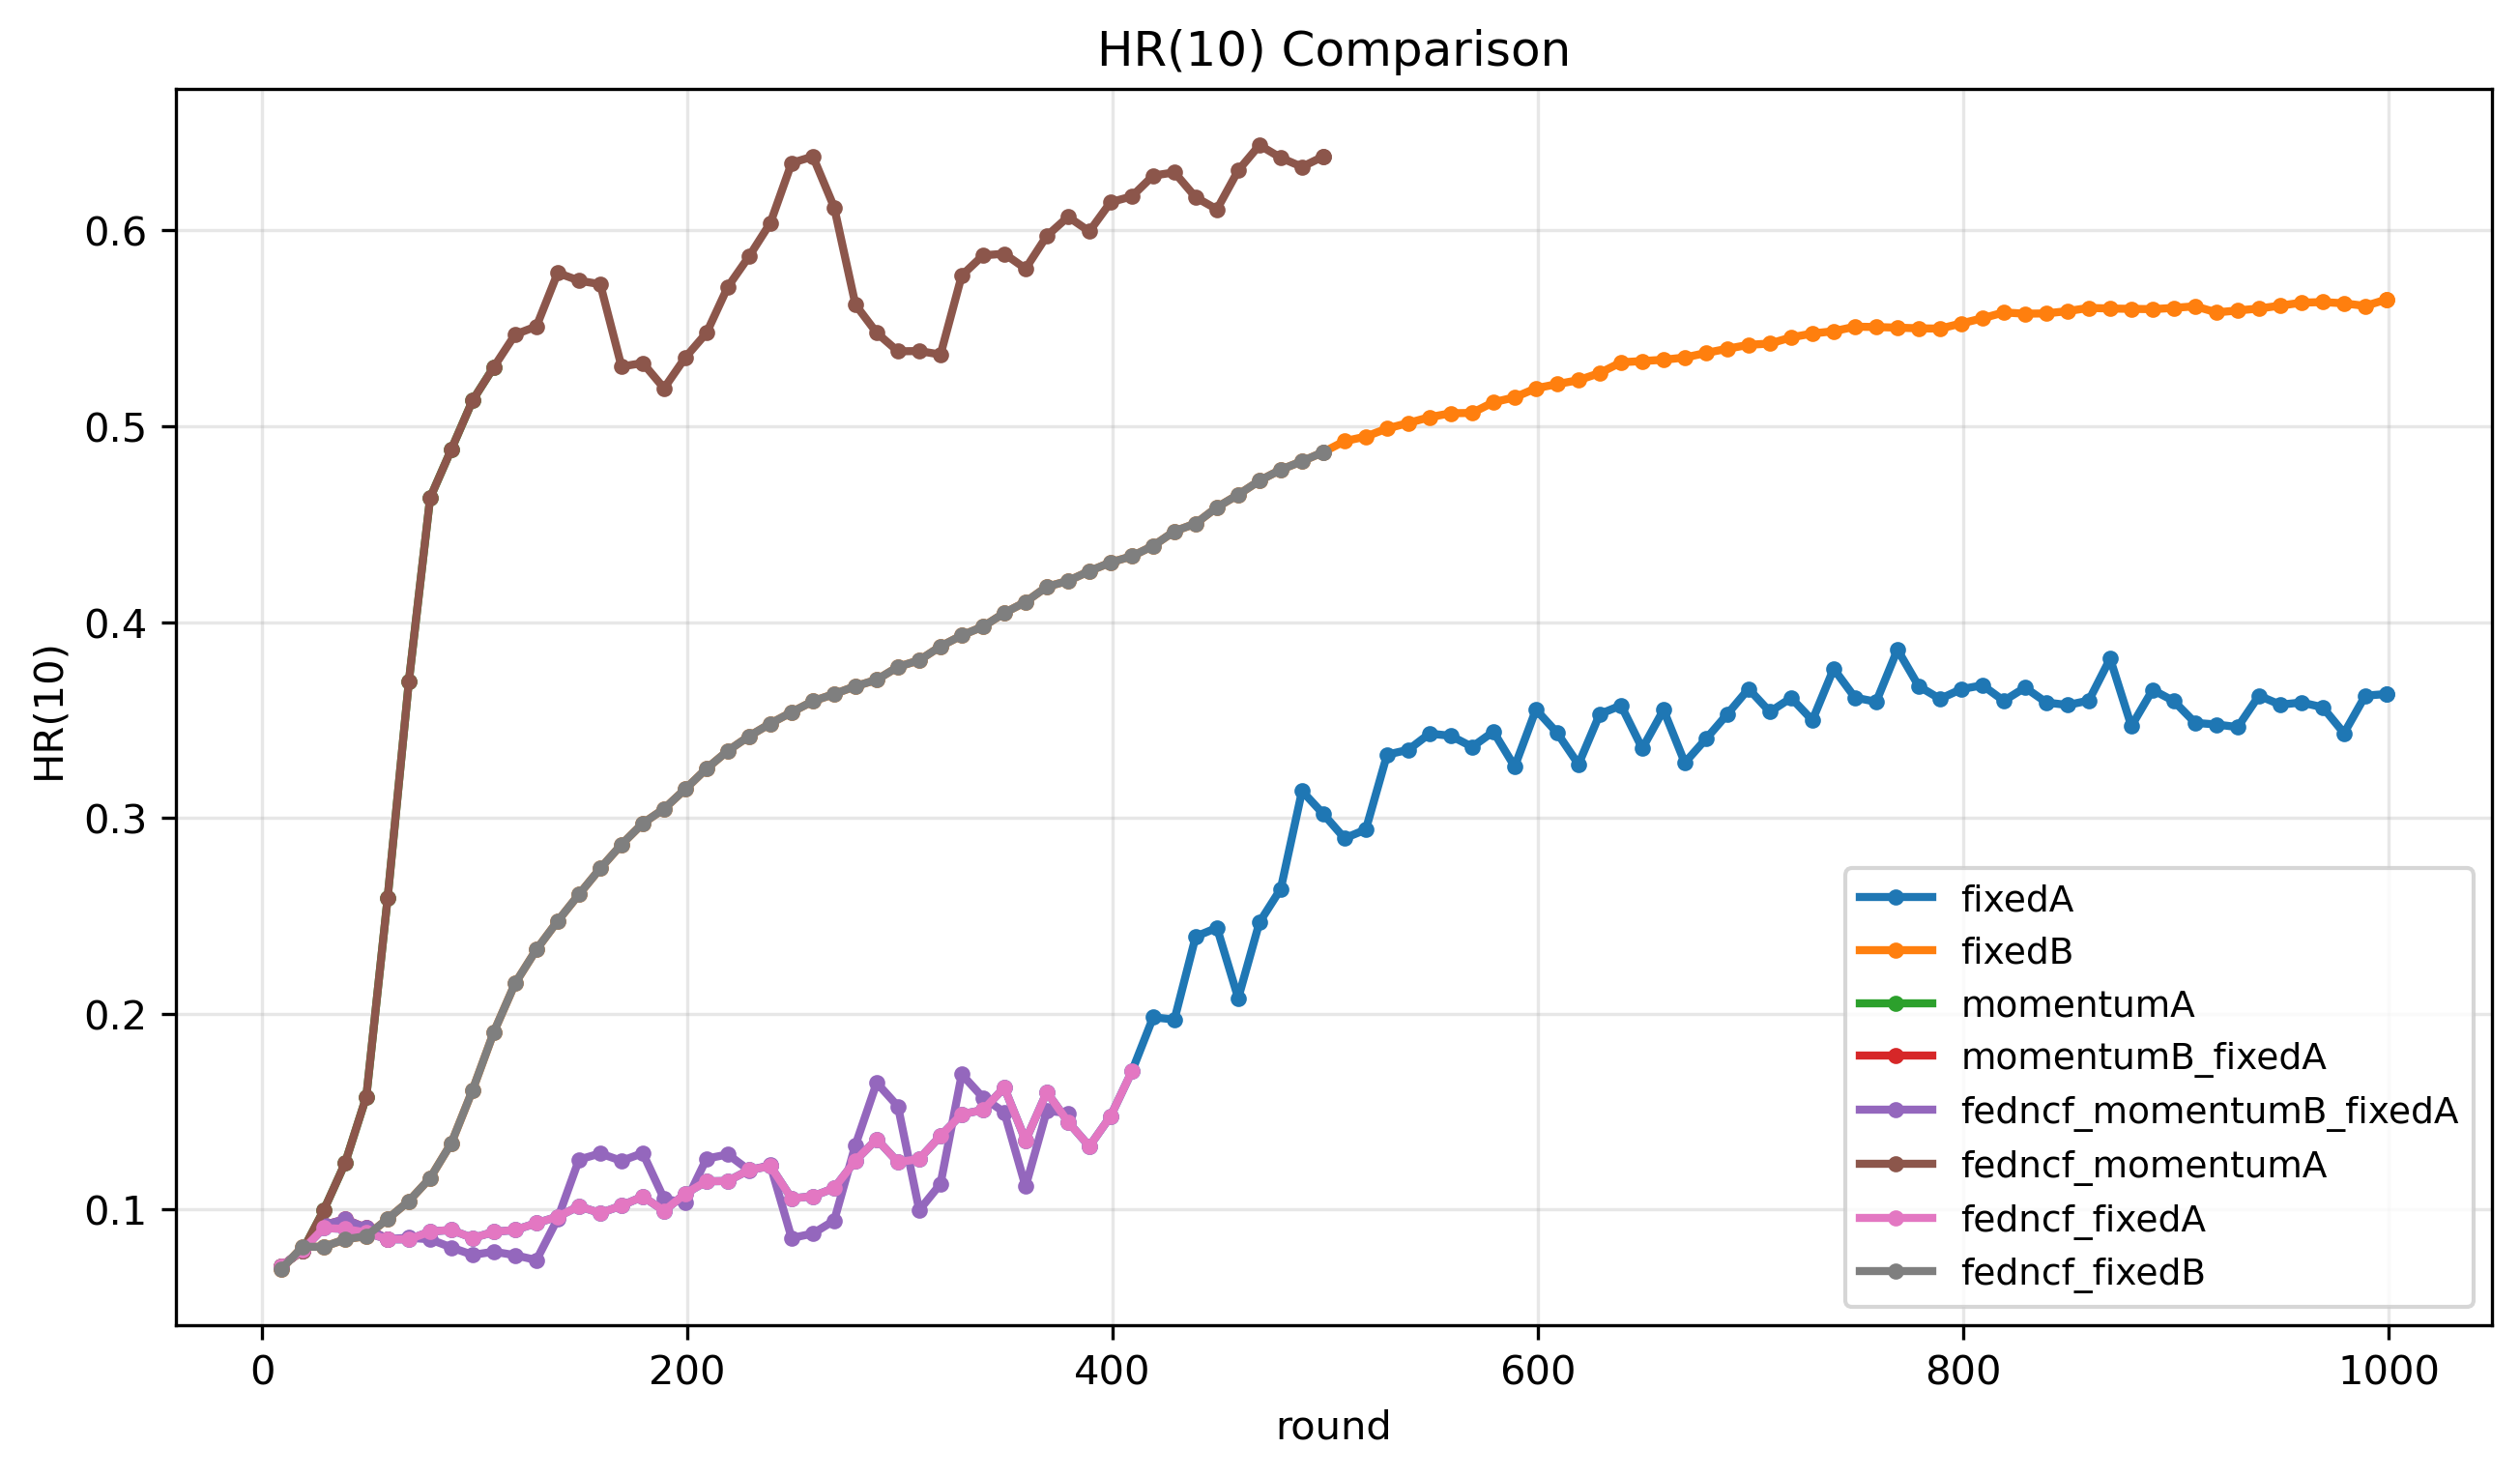 HR(10) Comparison
HR(10)
0.6
0.5
0.4
0.3
0.2
0.1
0
200
400
600
800
1000
round
fixedA
fixedB
momentumA
momentumB_fixedA
fedncf_momentumB_fixedA
fedncf_momentumA
fedncf_fixedA
fedncf_fixedB